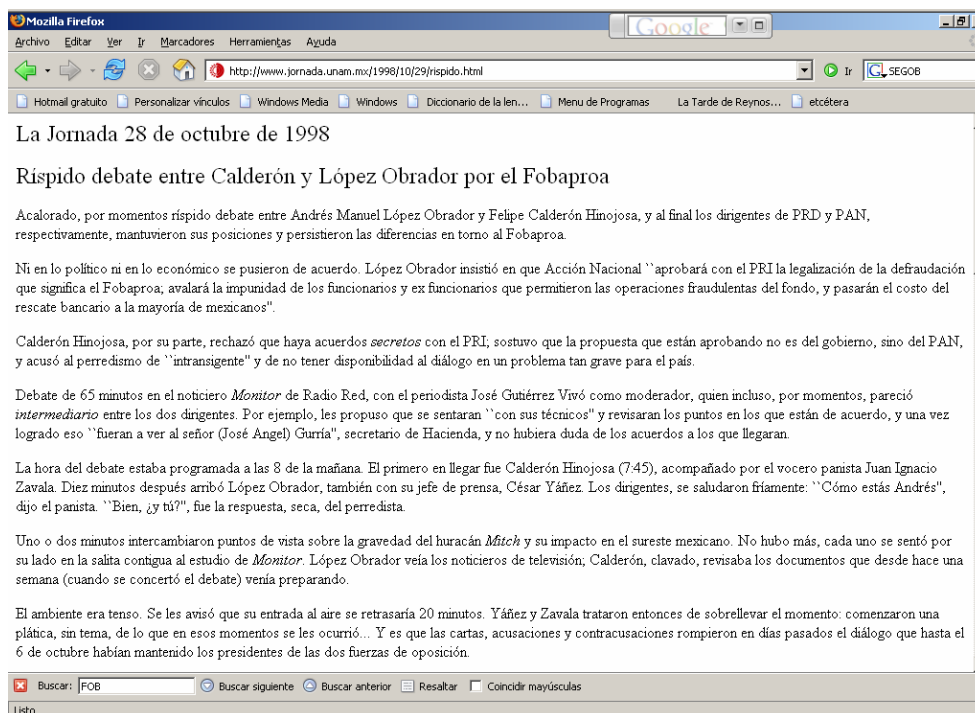 Mozilla Firefox
Google
Archivo Editar Ver Ir Marcadores Herramientas Ayuda
http://www.jornada.unam.mx/1998/10/29/rispido.html Ir SEGOB
Hotmail gratuito Personalizar vínculos Windows Media Windows Diccionario de la len... Menu de Programas La Tarde de Reynos... etcétera
La Jornada 28 de octubre de 1998
Ríspido debate entre Calderón y López Obrador por el Fobaproa
Acalorado, por momentos ríspido debate entre Andrés Manuel López Obrador y Felipe Calderón Hinojosa, y al final los dirigentes de PRD y PAN,
respectivamente, mantuvieron sus posiciones y persistieron las diferencias en torno al Fobaproa.
Ni en lo político ni en lo económico se pusieron de acuerdo. López Obrador insistió en que Acción Nacional ``aprobará con el PRI la legalización de la defraudación
que significa el Fobaproa; avalará la impunidad de los funcionarios y ex funcionarios que permitieron las operaciones fraudulentas del fondo, y pasarán el costo del
rescate bancario a la mayoría de mexicanos".
Calderón Hinojosa, por su parte, rechazó que haya acuerdos secretos con el PRI; sostuvo que la propuesta que están aprobando no es del gobierno, sino del PAN,
y acusó al perredismo de ``intransigente" y de no tener disponibilidad al diálogo en un problema tan grave para el país.
Debate de 65 minutos en el noticiero Monitor de Radio Red, con el periodista José Gutiérrez Vivó como moderador, quien incluso, por momentos, pareció
intermediario entre los dos dirigentes. Por ejemplo, les propuso que se sentaran ``con sus técnicos" y revisaran los puntos en los que están de acuerdo, y una vez
logrado eso ``fueran a ver al señor (José Angel) Gurría", secretario de Hacienda, y no hubiera duda de los acuerdos a los que llegaran.
La hora del debate estaba programada a las 8 de la mañana. El primero en llegar fue Calderón Hinojosa (7:45), acompañado por el vocero panista Juan Ignacio
Zavala. Diez minutos después arribó López Obrador, también con su jefe de prensa, César Yáñez. Los dirigentes, se saludaron fríamente: ``Cómo estás Andrés",
dijo el panista. ``Bien, ¿y tú?", fue la respuesta, seca, del perredista.
Uno o dos minutos intercambiaron puntos de vista sobre la gravedad del huracán Mitch y su impacto en el sureste mexicano. No hubo más, cada uno se sentó por
su lado en la salita contigua al estudio de Monitor. López Obrador veía los noticieros de televisión; Calderón, clavado, revisaba los documentos que desde hace una
semana (cuando se concertó el debate) venía preparando.
El ambiente era tenso. Se les avisó que su entrada al aire se retrasaría 20 minutos. Yáñez y Zavala trataron entonces de sobrellevar el momento: comenzaron una
plática, sin tema, de lo que en esos momentos se les ocurrió... Y es que las cartas, acusaciones y contracusaciones rompieron en días pasados el diálogo que hasta el
6 de octubre habían mantenido los presidentes de las dos fuerzas de oposición.
Buscar: FOB Buscar siguiente Buscar anterior Resaltar Coincidir mayúsculas
Listo